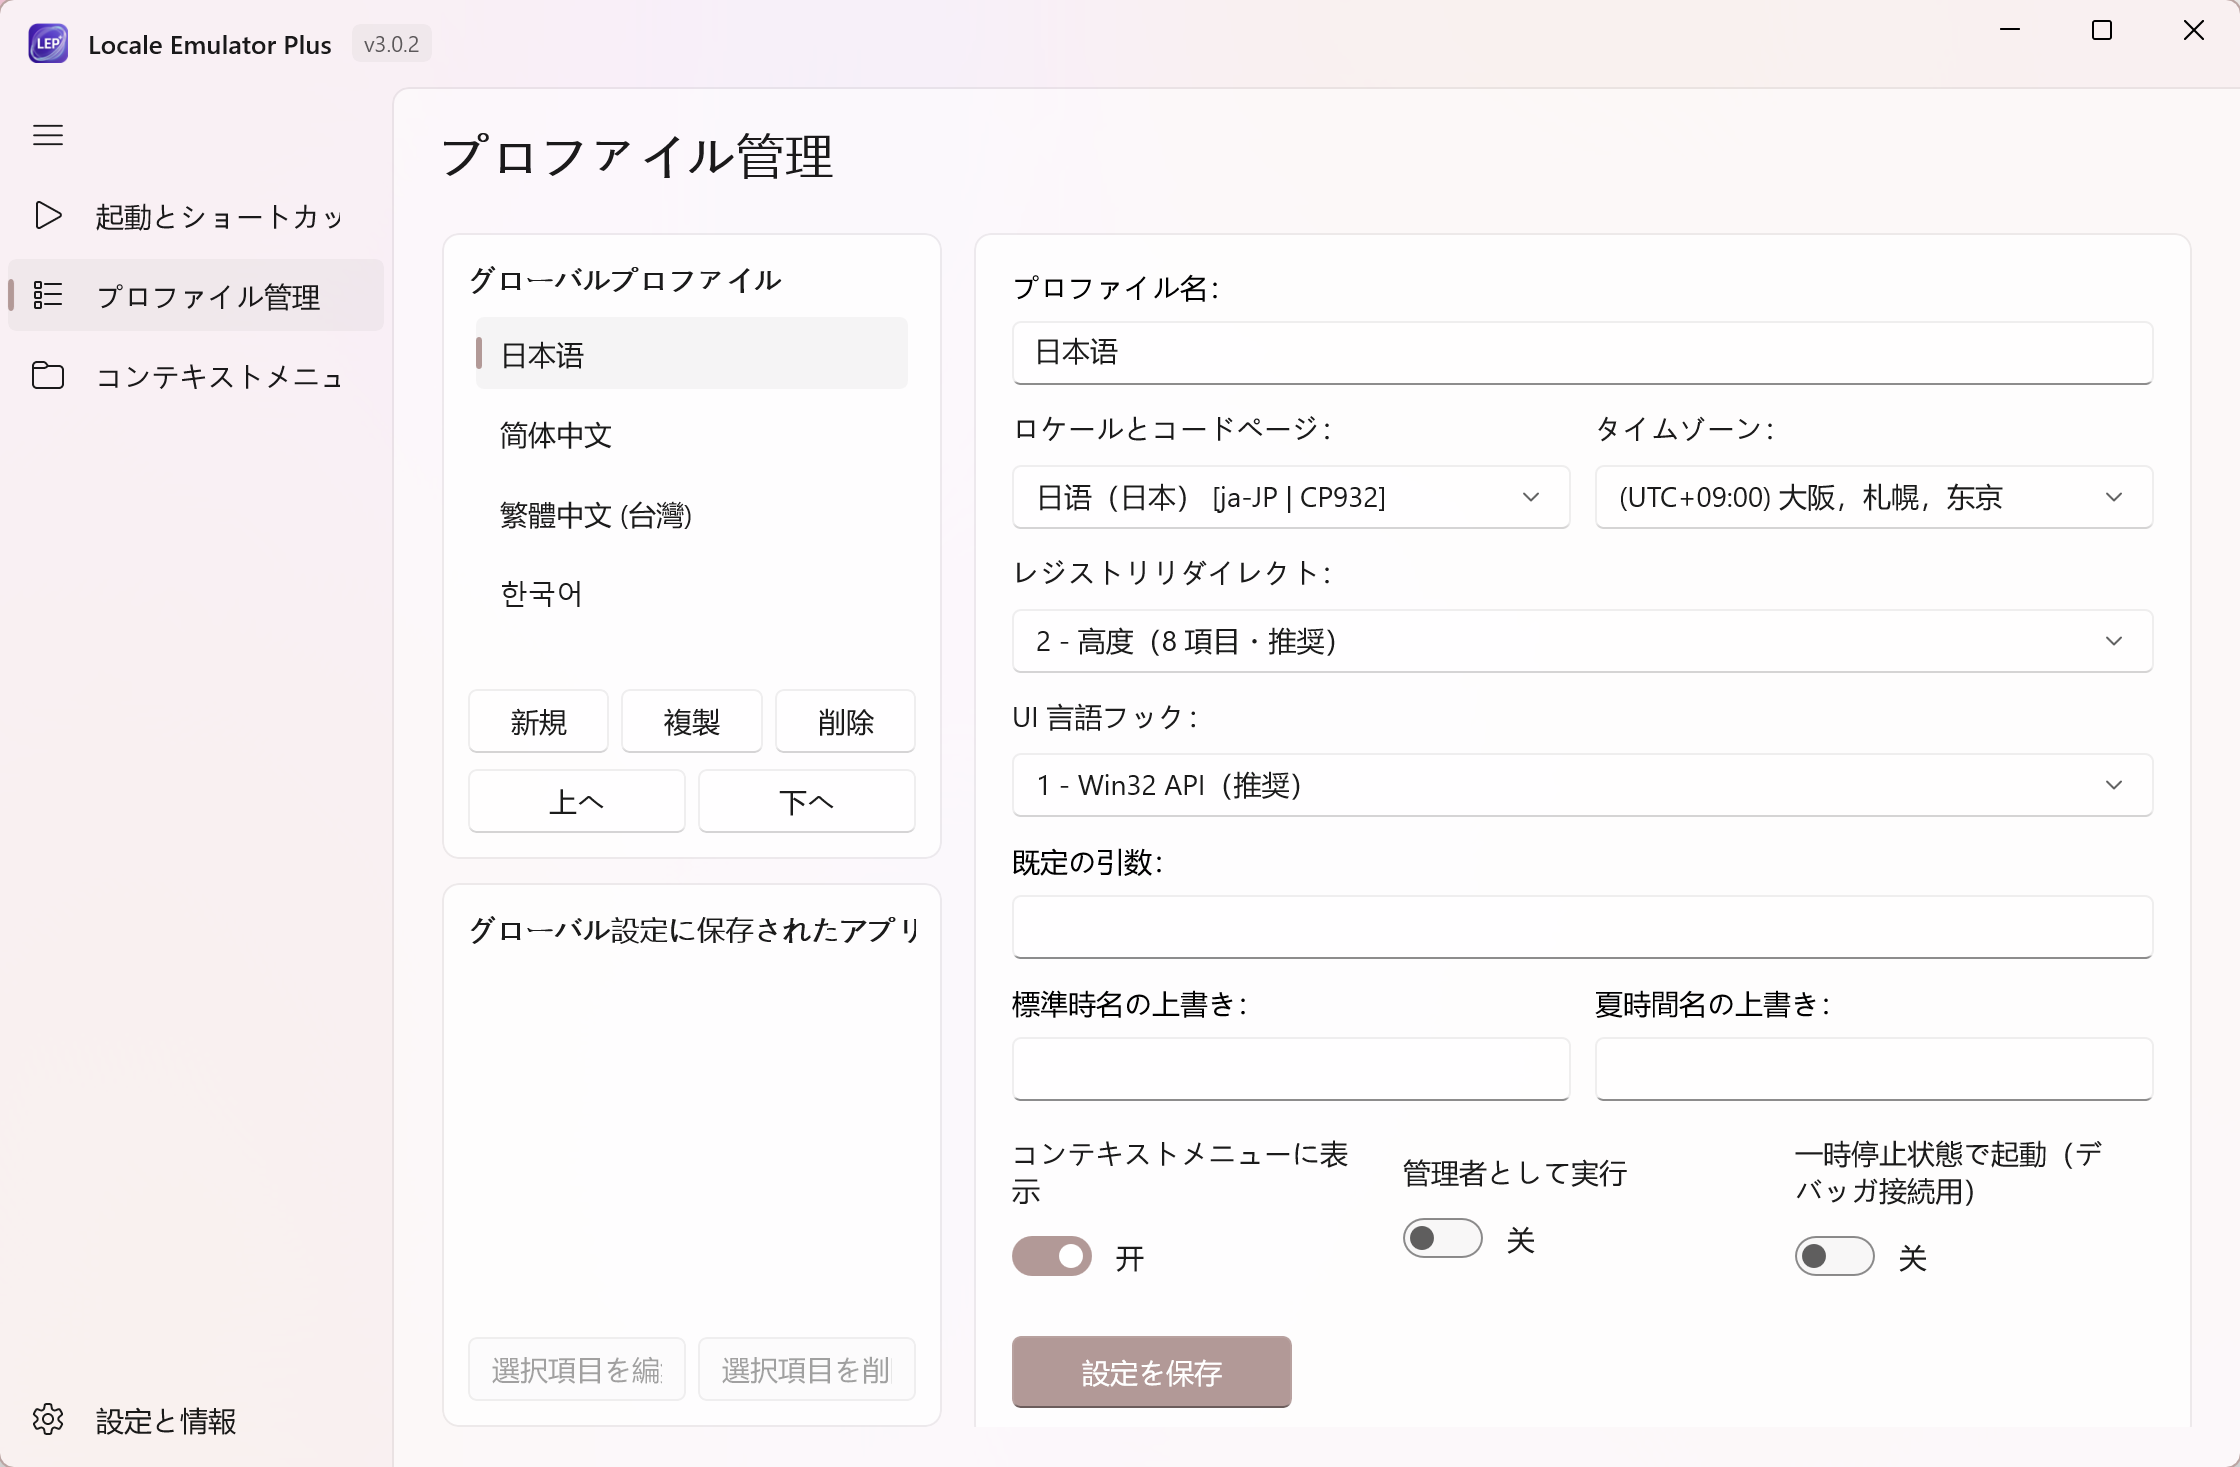 LEP
Locale Emulator Plus
v3.0.2
起動とショートカッ
プロファイル管理
コンテキストメニュ
設定と情報
プロファイル管理
グローバルプロファイル
日本语
简体中文
繁體中文 (台灣)
한국어
新規
複製
削除
上へ
下へ
グローバル設定に保存されたアプリ
選択項目を編
選択項目を削
プロファイル名:
日本语
ロケールとコードページ:
タイムゾーン:
日语（日本） [ja-JP | CP932]
(UTC+09:00) 大阪，札幌，东京
レジストリリダイレクト:
2 - 高度（8 項目・推奨）
UI 言語フック:
1 - Win32 API（推奨）
既定の引数:
標準時名の上書き:
夏時間名の上書き:
コンテキストメニューに表
示
开
管理者として実行
关
一時停止状態で起動（デ
バッガ接続用）
关
設定を保存